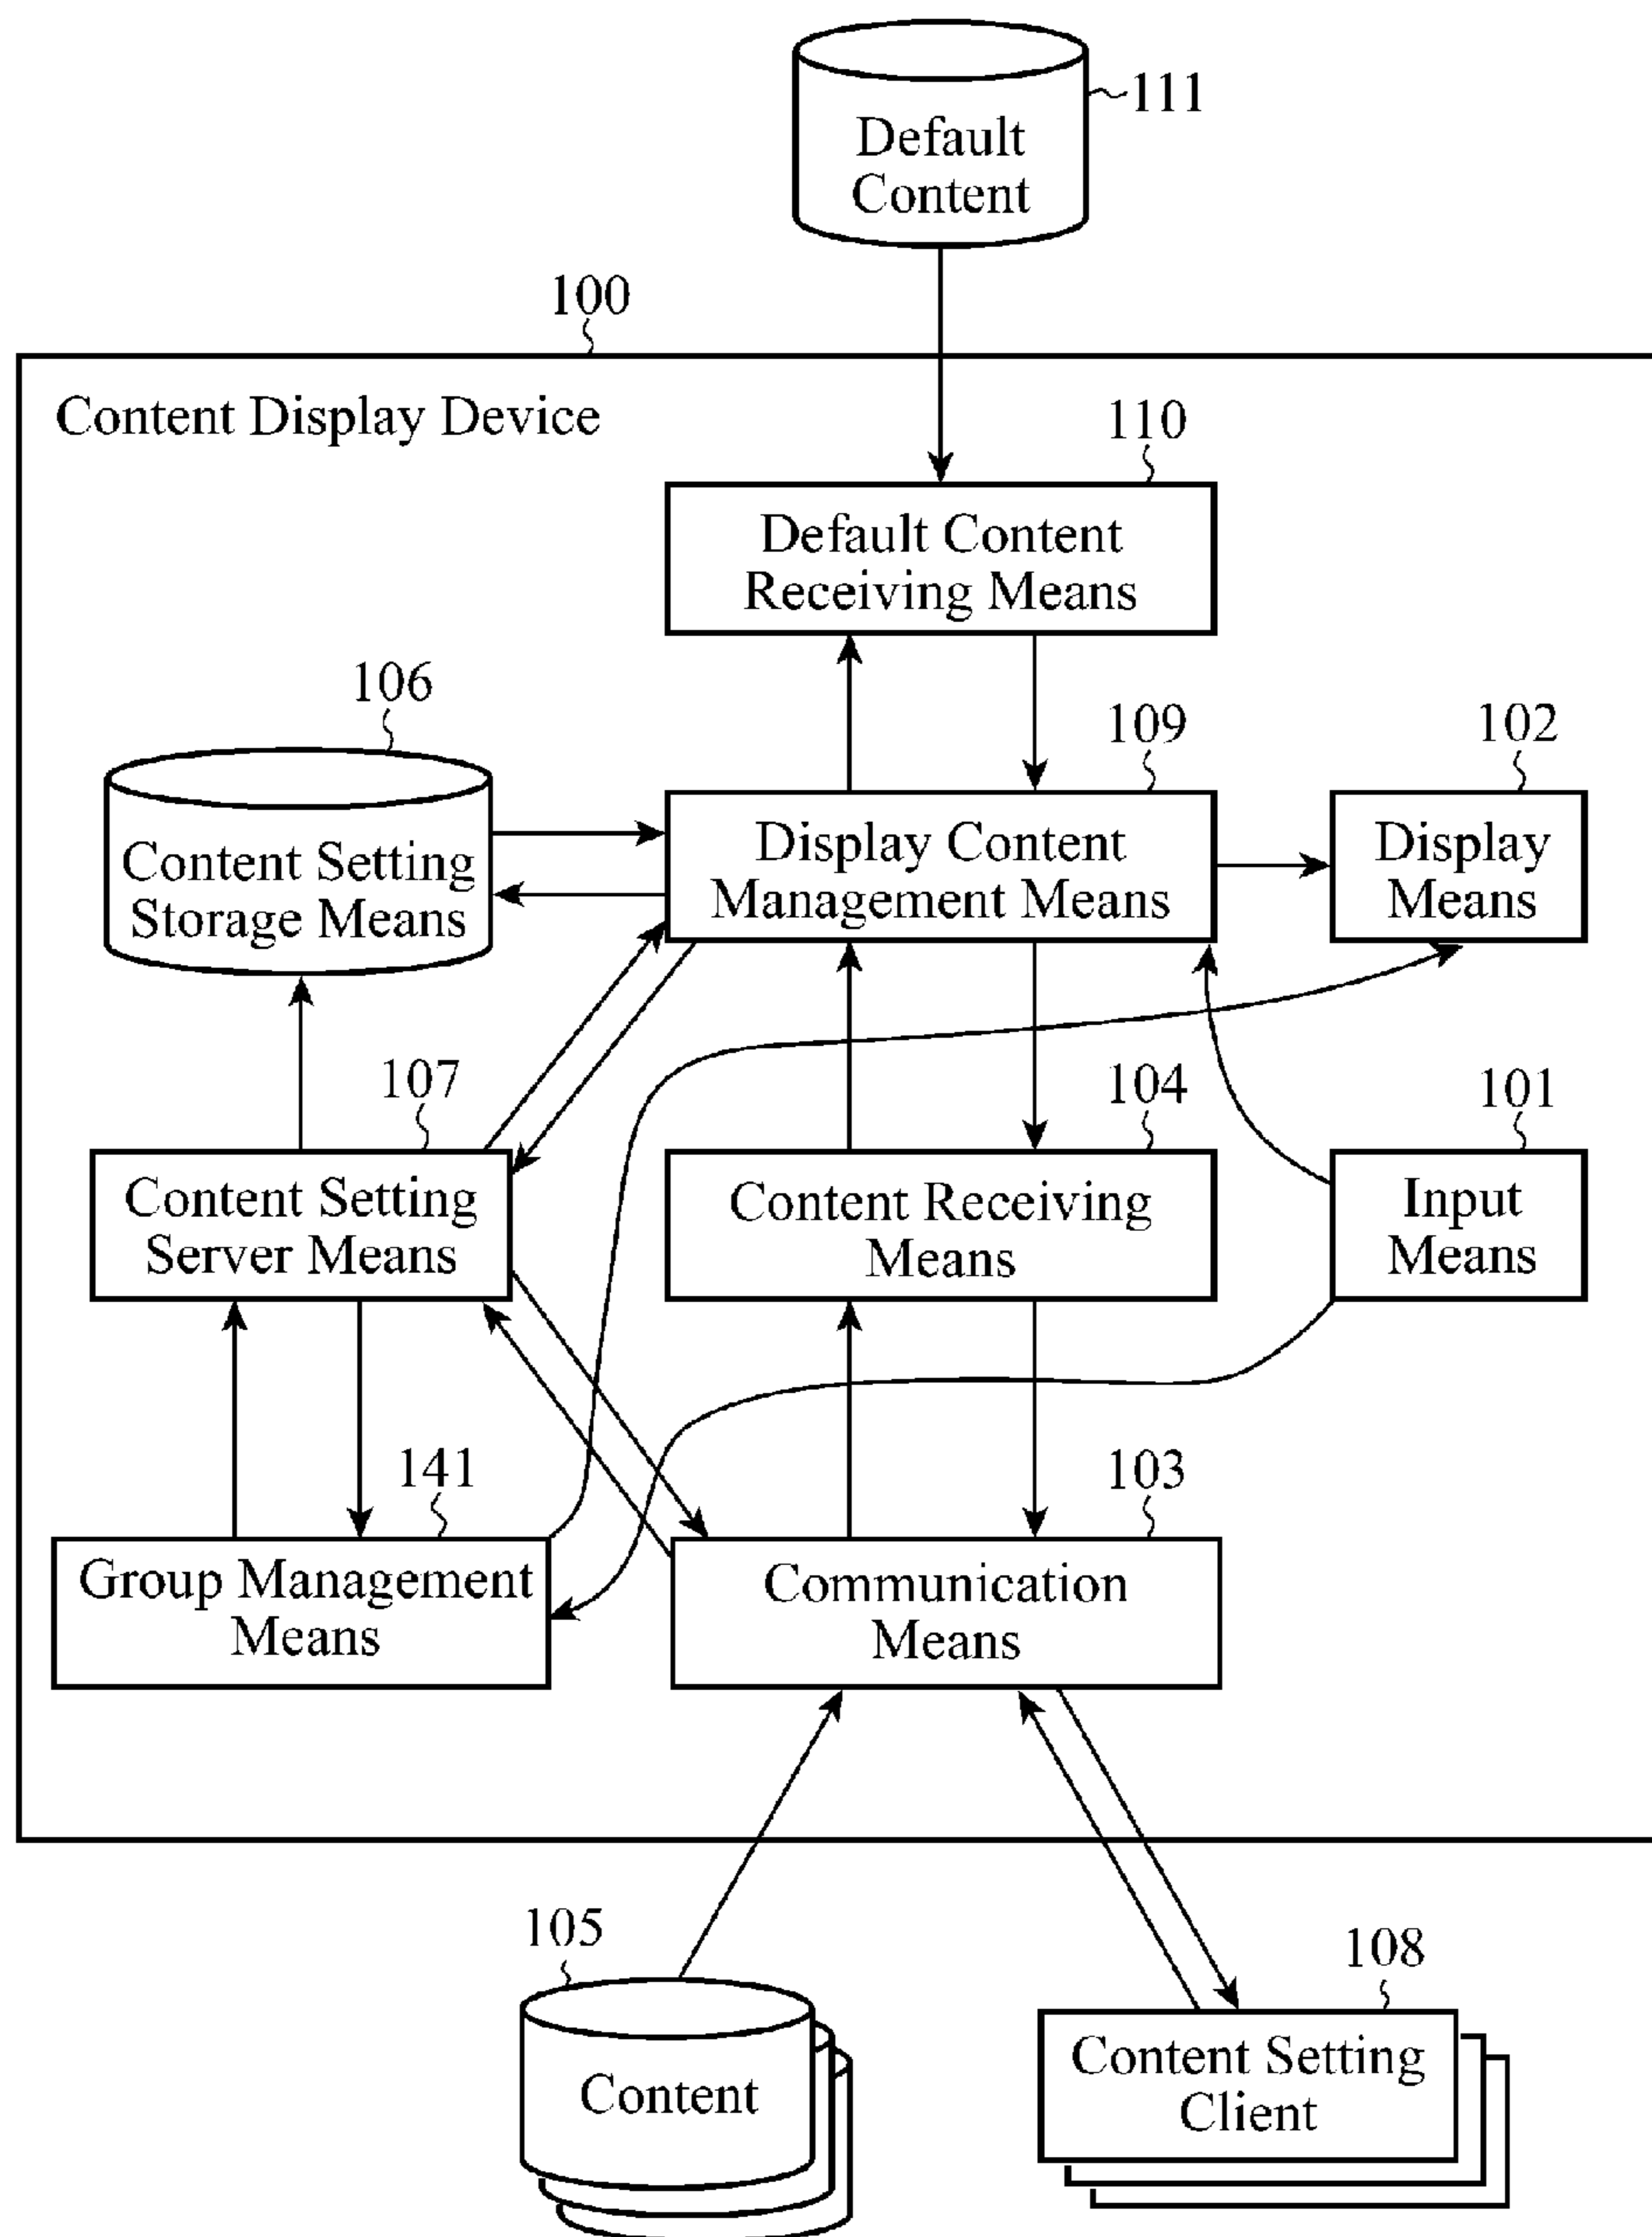 111
Default
Content
100
Content Display Device
110
Default Content
Receiving Means
106
109
102
Content Setting
Storage Means
Display Content
Management Means
Display
Means
107
104
101
Content Setting
Server Means
Content Receiving
Means
Input
Means
141
103
Group Management
Means
Communication
Means
105
108
Content
Content Setting
Client